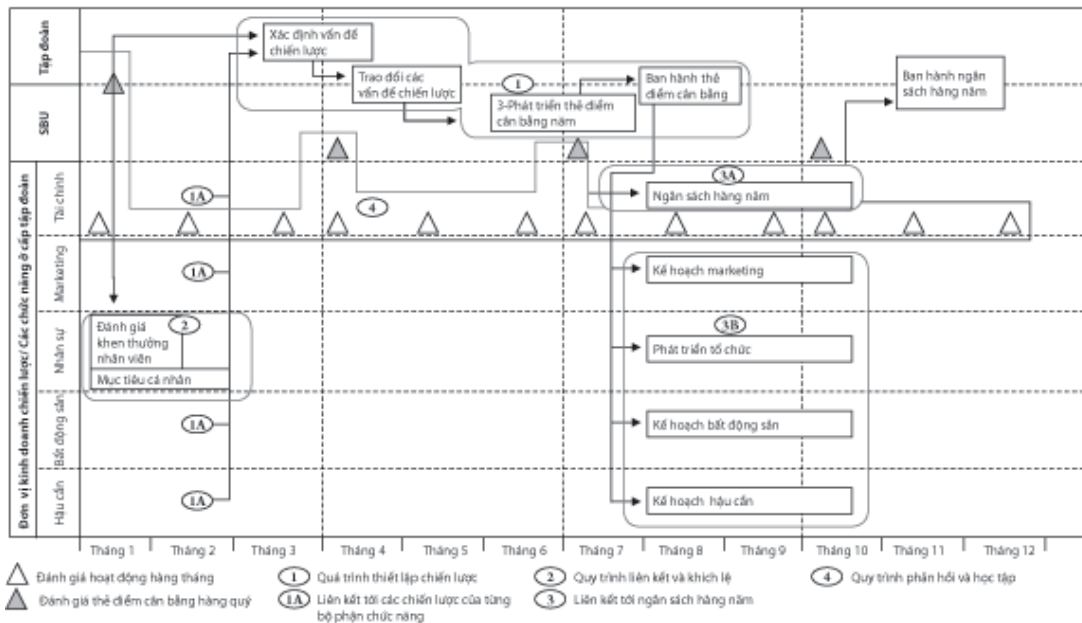 Tập đoàn
SBU
Đơn vị kinh doanh chiến lược/ Các chức năng ở cấp tập đoàn
Tài chính
Marketing
Nhân sự
Bất động sản
Hậu cần
Xác định vấn đề
chiến lược
Trao đổi các
vấn đề chiến lược
1
3-Phát triển thẻ điểm
cân bằng năm
Ban hành thẻ
điểm cân bằng
Ban hành ngân
sách hàng năm
1A
4
3A
Ngân sách hàng năm
1A
Kế hoạch marketing
Đánh giá
khen thưởng
nhân viên
2
Mục tiêu cá nhân
3B
Phát triển tổ chức
1A
Kế hoạch bất động sản
1A
Kế hoạch hậu cần
Tháng 1
Tháng 2
Tháng 3
Tháng 4
Tháng 5
Tháng 6
Tháng 7
Tháng 8
Tháng 9
Tháng 10
Tháng 11
Tháng 12
Đánh giá hoạt động hàng tháng
Đánh giá thẻ điểm cân bằng hàng quý
1 Quá trình thiết lập chiến lược
1A Liên kết tới các chiến lược của từng
bộ phận chức năng
2 Quy trình liên kết và khích lệ
3 Liên kết tới ngân sách hàng năm
4 Quy trình phản hồi và học tập